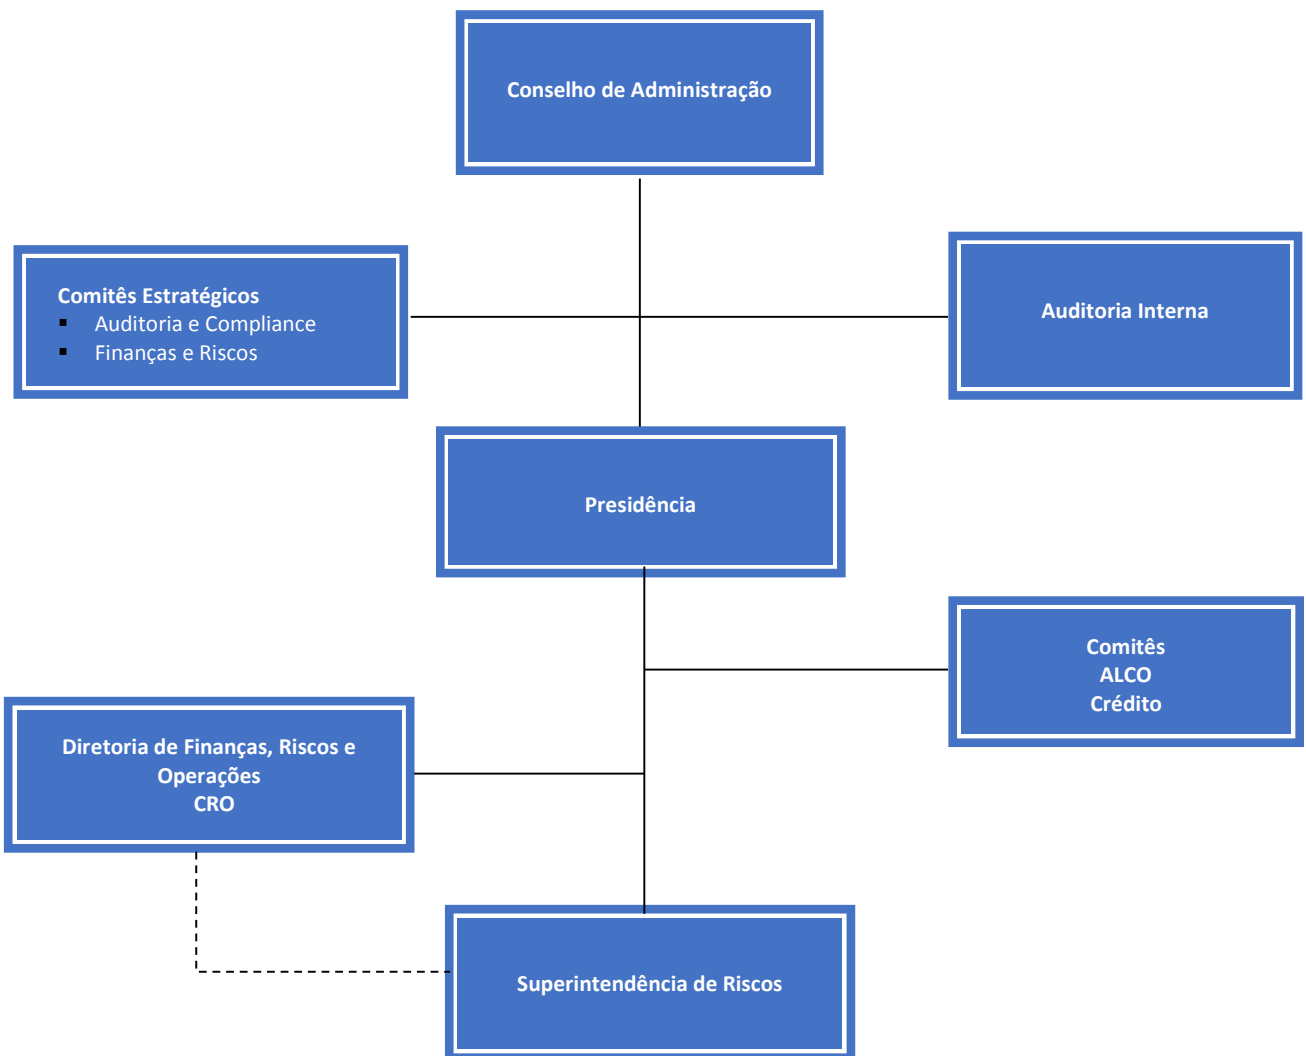 Conselho de Administração
Comitês Estratégicos
▪ Auditoria e Compliance
▪ Finanças e Riscos
Auditoria Interna
Presidência
Comitês
ALCO
Crédito
Diretoria de Finanças, Riscos e
Operações
CRO
Superintendência de Riscos